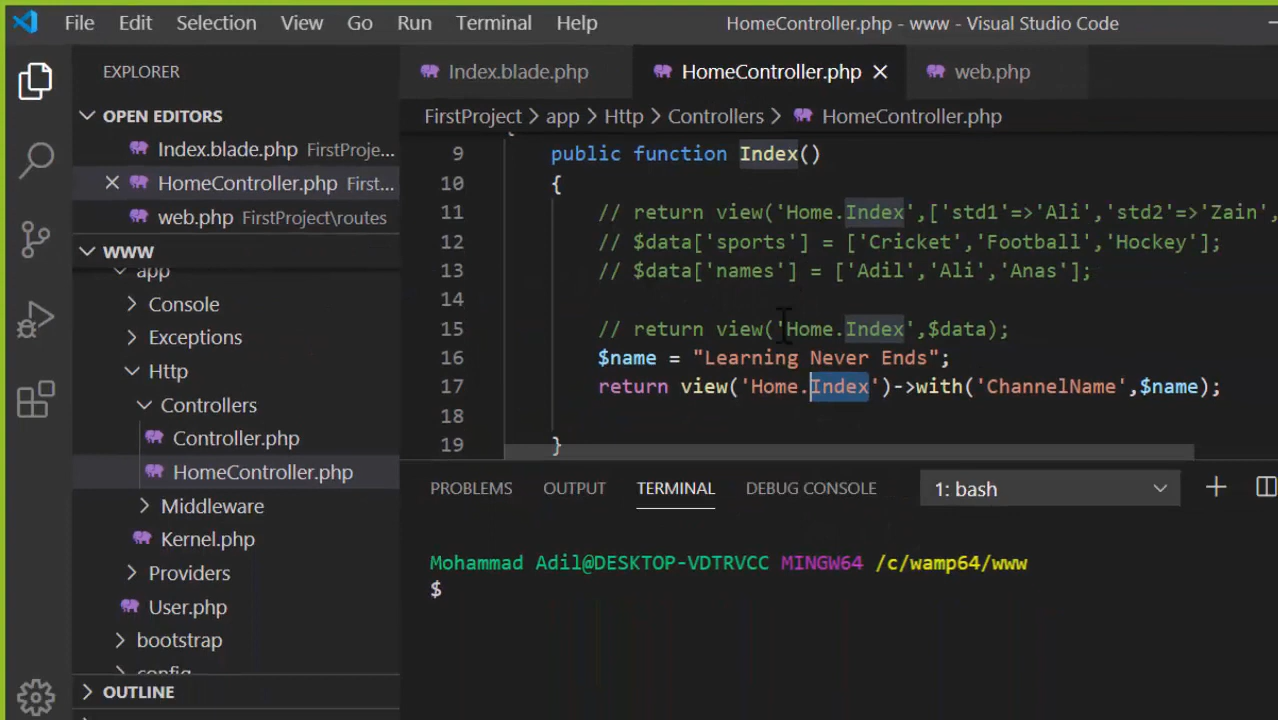 File Edit Selection View Go Run Terminal Help HomeController.php - www - Visual Studio Code
EXPLORER
OPEN EDITORS
Index.blade.php FirstProje...
HomeController.php First...
web.php FirstProject\routes
WWW
app
Console
Exceptions
Http
Controllers
Controller.php
HomeController.php
Middleware
Kernel.php
Providers
User.php
bootstrap
config
OUTLINE
Index.blade.php HomeController.php web.php
FirstProject > app > Http > Controllers > HomeController.php
9 public function Index()
10 {
11 // return view('Home.Index',['std1'=>'Ali','std2'=>'Zain',
12 // $data['sports'] = ['Cricket','Football','Hockey'];
13 // $data['names'] = ['Adil','Ali','Anas'];
14
15 // return view('Home.Index',$data);
16 $name = "Learning Never Ends";
17 return view('Home.Index')->with('ChannelName',$name);
18
19 }
PROBLEMS OUTPUT TERMINAL DEBUG CONSOLE 1: bash
Mohammad Adil@DESKTOP-VDTRVCC MINGW64 /c/wamp64/www
$